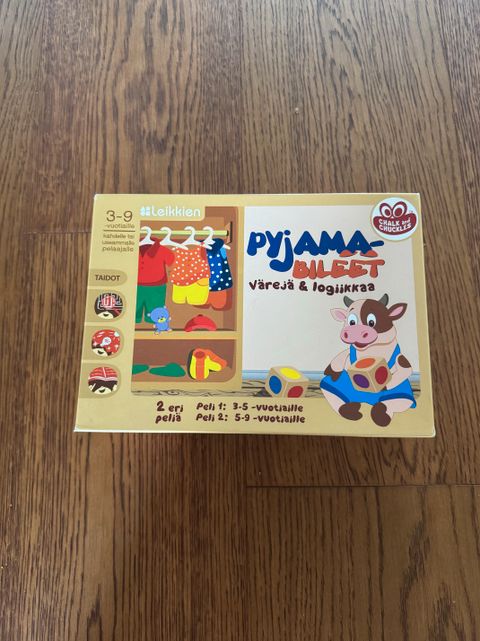 3-9
-vuotiaille
kahdelle tai
useammalle
pelaajalle
TAIDOT
Leikkien
CHALK and
CHUCKLES
PYJAMA-
BILEET
Värejä & logiikkaa
2 eri
peliä
Peli 1: 3-5 -vuotiaille
Peli 2: 5-9 -vuotiaille